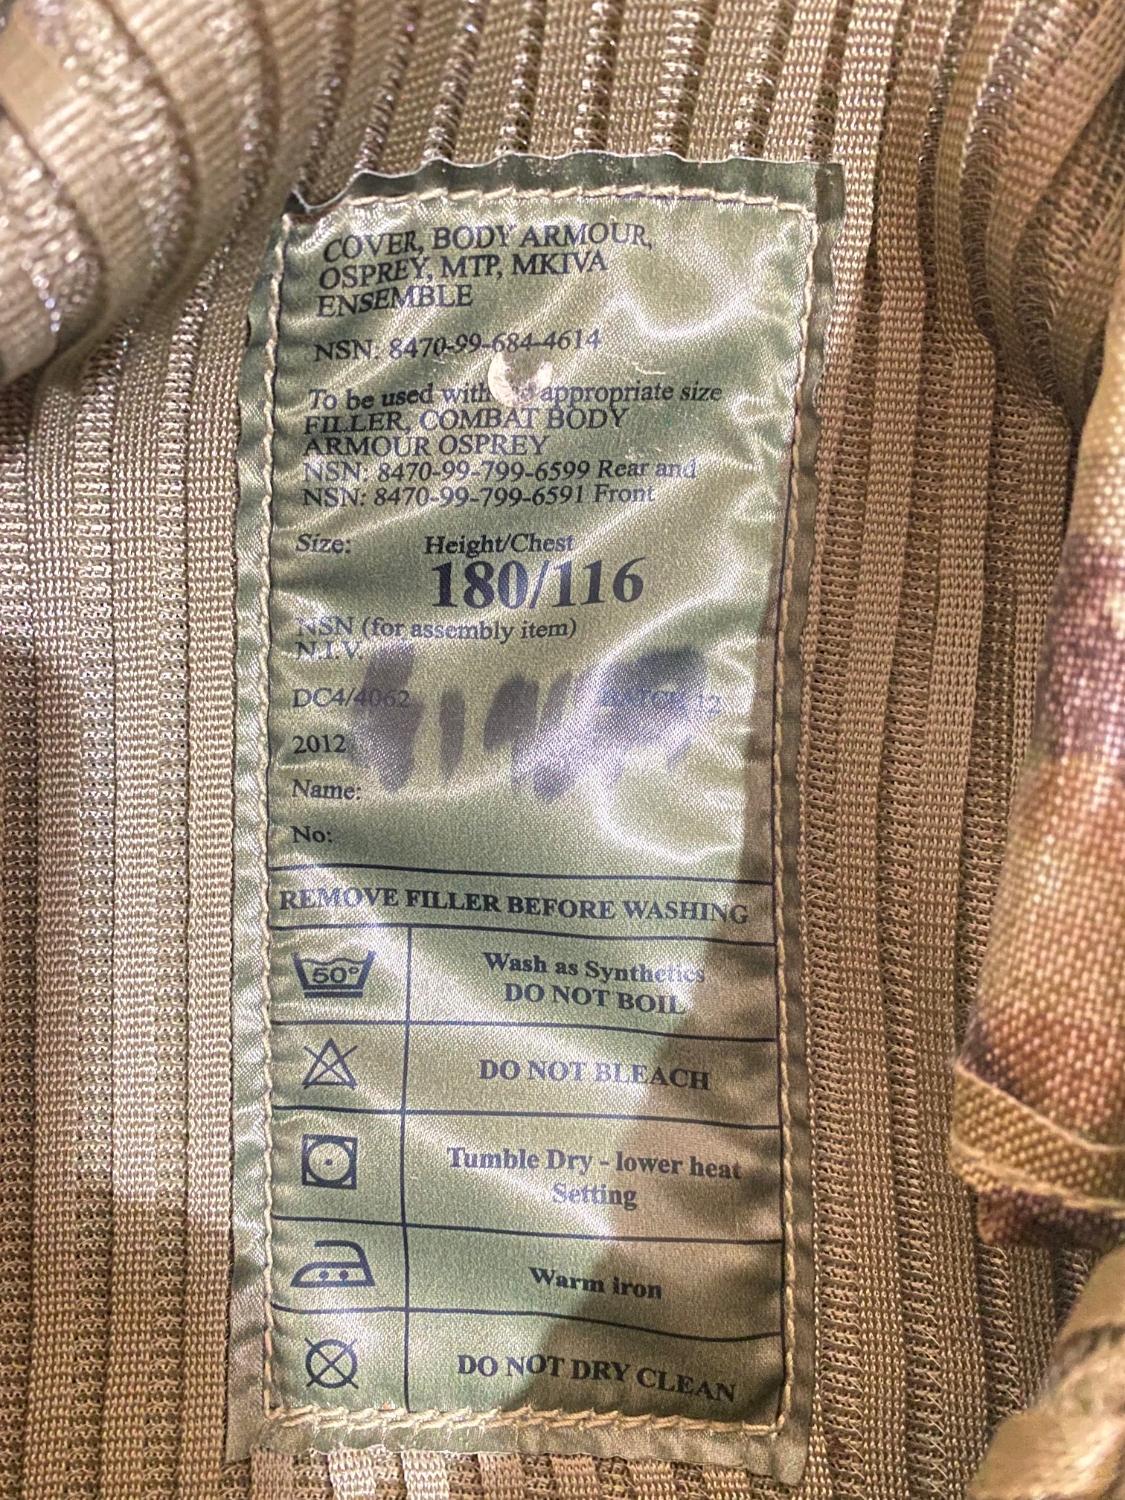 COVER, BODY ARMOUR,
OSPREY, MTP, MKIVA
ENSEMBLE
NSN: 8470-99-684-4614
To be used with appropriate size
FILLER, COMBAT BODY
ARMOUR OSPREY
NSN: 8470-99-799-6599 Rear and
NSN: 8470-99-799-6591 Front
Size: Height/Chest
180/116
NSN (for assembly item)
N.I.V.
DC4/4062 BATCH 12
2012
Name:
No:
REMOVE FILLER BEFORE WASHING
50° Wash as Synthetics
DO NOT BOIL
DO NOT BLEACH
Tumble Dry - lower heat
Setting
Warm iron
DO NOT DRY CLEAN